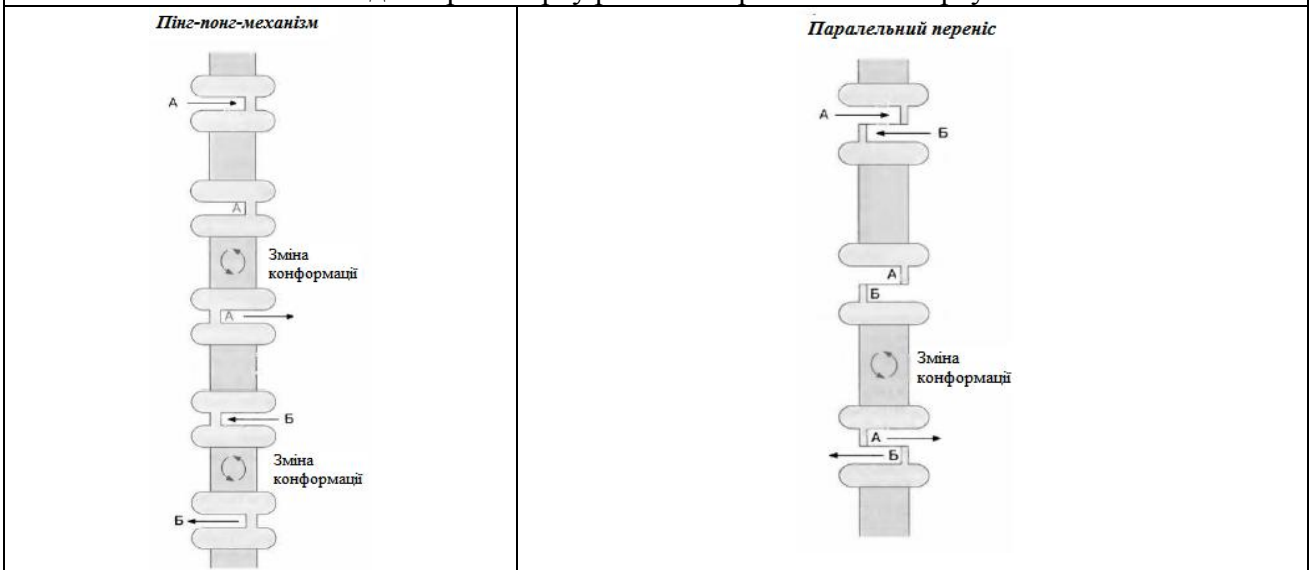 Пінг-понг-механізм
А
А
Зміна
конформації
А
Б
Зміна
конформації
Б
Паралельний переніс
А
Б
А
Б
Зміна
конформації
А
Б